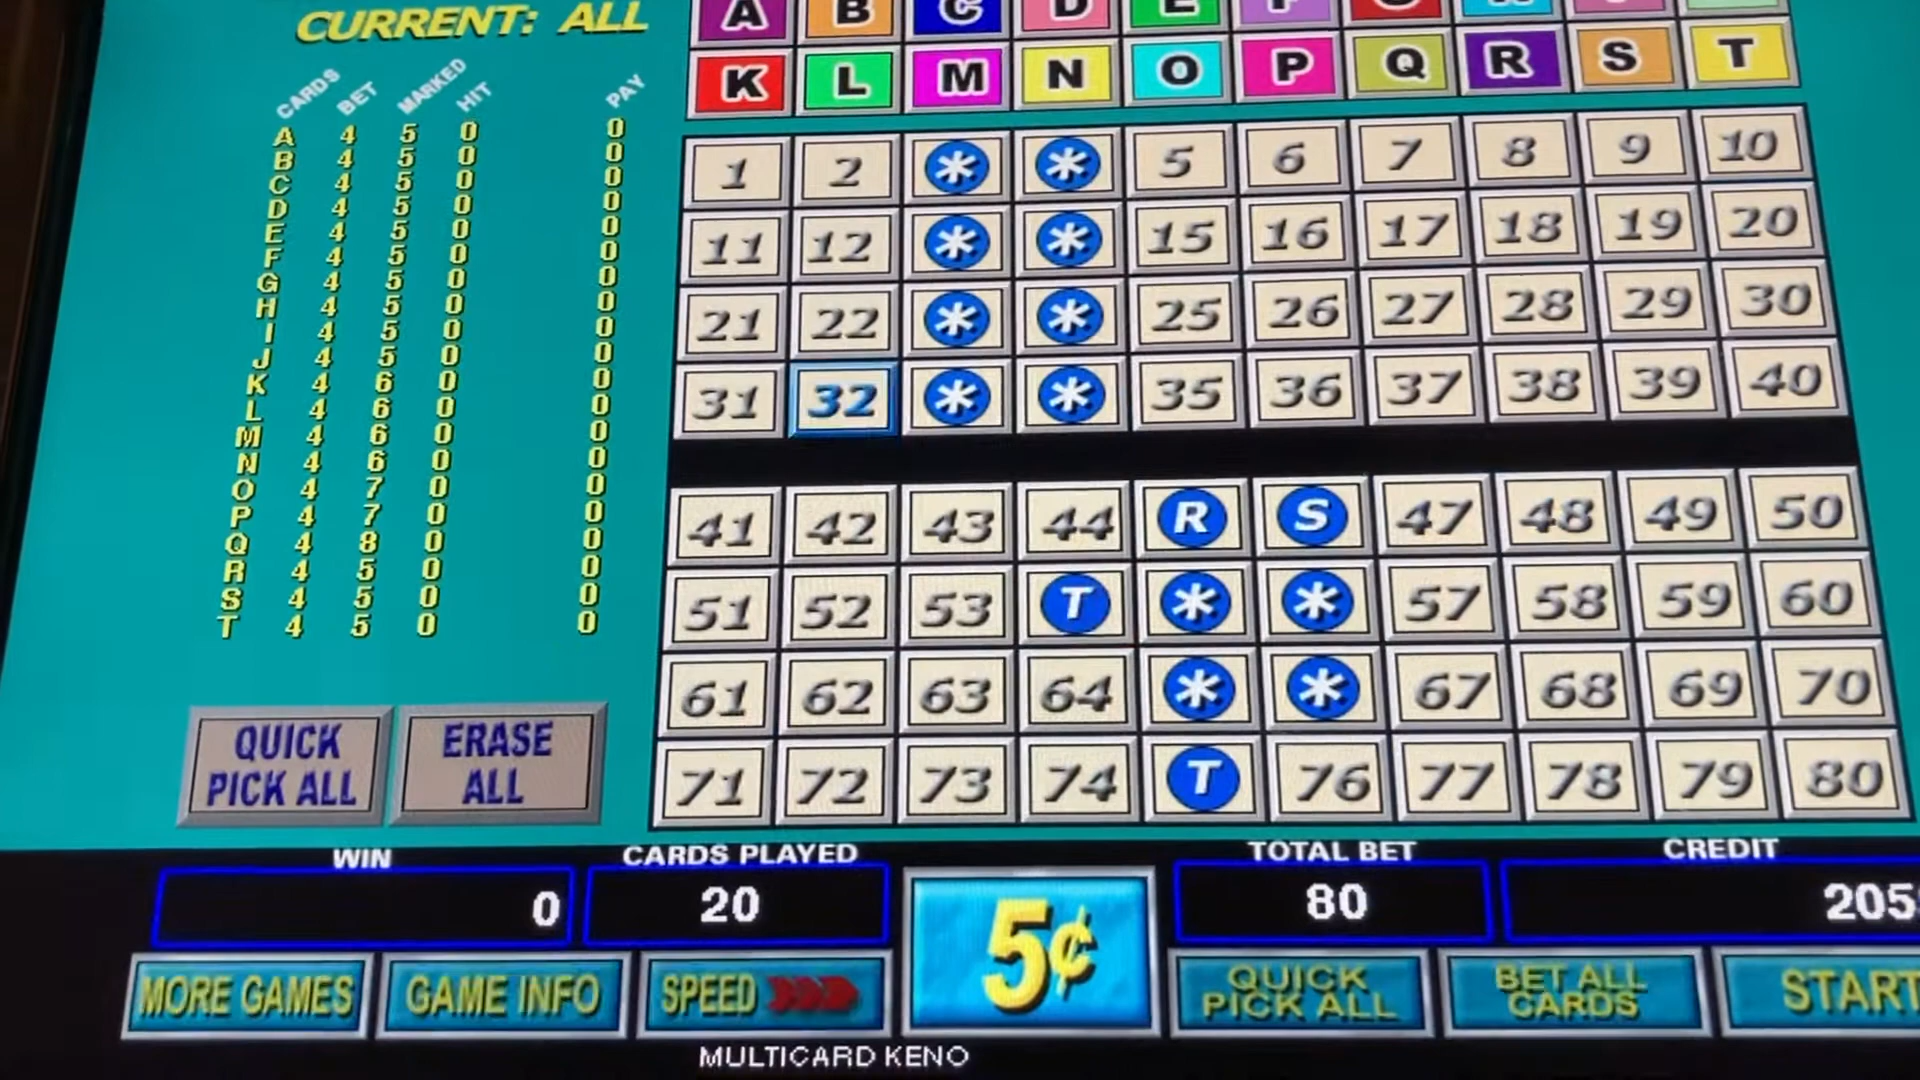 CURRENT: ALL
A B C D E F
K L M N O P Q R S T
CARDS BET MARKED HIT PAY
A 4 5 0 0
B 4 5 0 0
C 4 5 0 0
D 4 5 0 0
E 4 5 0 0
F 4 5 0 0
G 4 5 0 0
H 4 5 0 0
I 4 5 0 0
J 4 5 0 0
K 4 6 0 0
L 4 6 0 0
M 4 6 0 0
N 4 6 0 0
O 4 7 0 0
P 4 7 0 0
Q 4 8 0 0
R 4 5 0 0
S 4 5 0 0
T 4 5 0 0
1 2 * * 5 6 7 8 9 10
11 12 * * 15 16 17 18 19 20
21 22 * * 25 26 27 28 29 30
31 32 * * 35 36 37 38 39 40
41 42 43 44 R S 47 48 49 50
51 52 53 T * * 57 58 59 60
61 62 63 64 * * 67 68 69 70
71 72 73 74 T 76 77 78 79 80
QUICK
PICK ALL
ERASE
ALL
WIN CARDS PLAYED TOTAL BET CREDIT
0 20 5¢ 80 205
MORE GAMES GAME INFO SPEED
QUICK
PICK ALL
BET ALL
CARDS
START
MULTICARD KENO